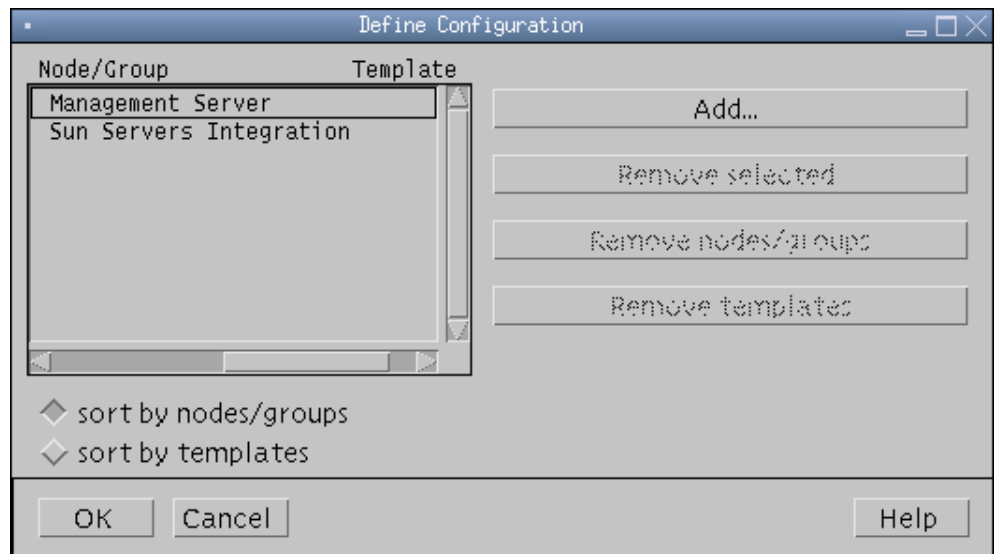 Define Configuration
Node/Group Template
Management Server
Sun Servers Integration
Add...
Remove selected
Remove nodes/groups
Remove templates
sort by nodes/groups
sort by templates
OK Cancel Help